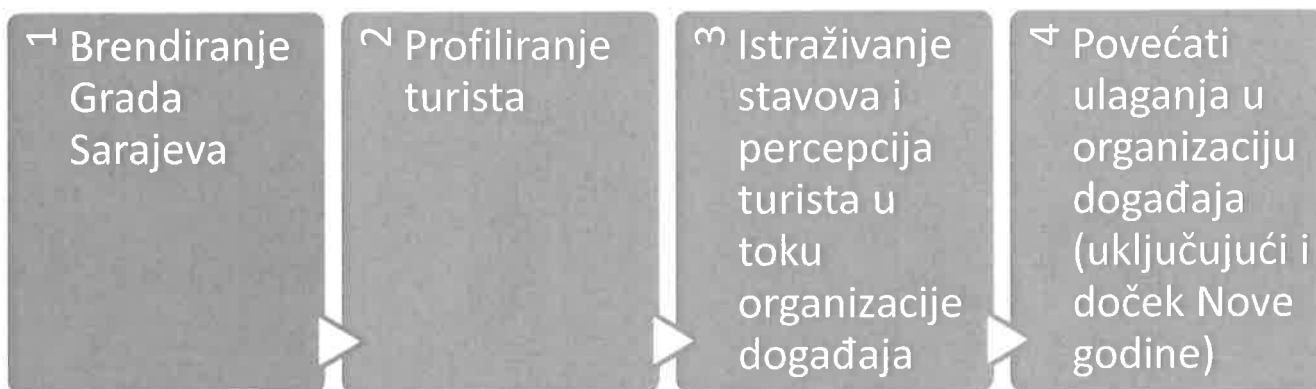 1 Brendiranje
Grada
Sarajeva
2 Profiliranje
turista
3 Istraživanje
stavova i
percepcija
turista u
toku
organizacije
događaja
4 Povećati
ulaganja u
organizaciju
događaja
(uključujući i
doček Nove
godine)